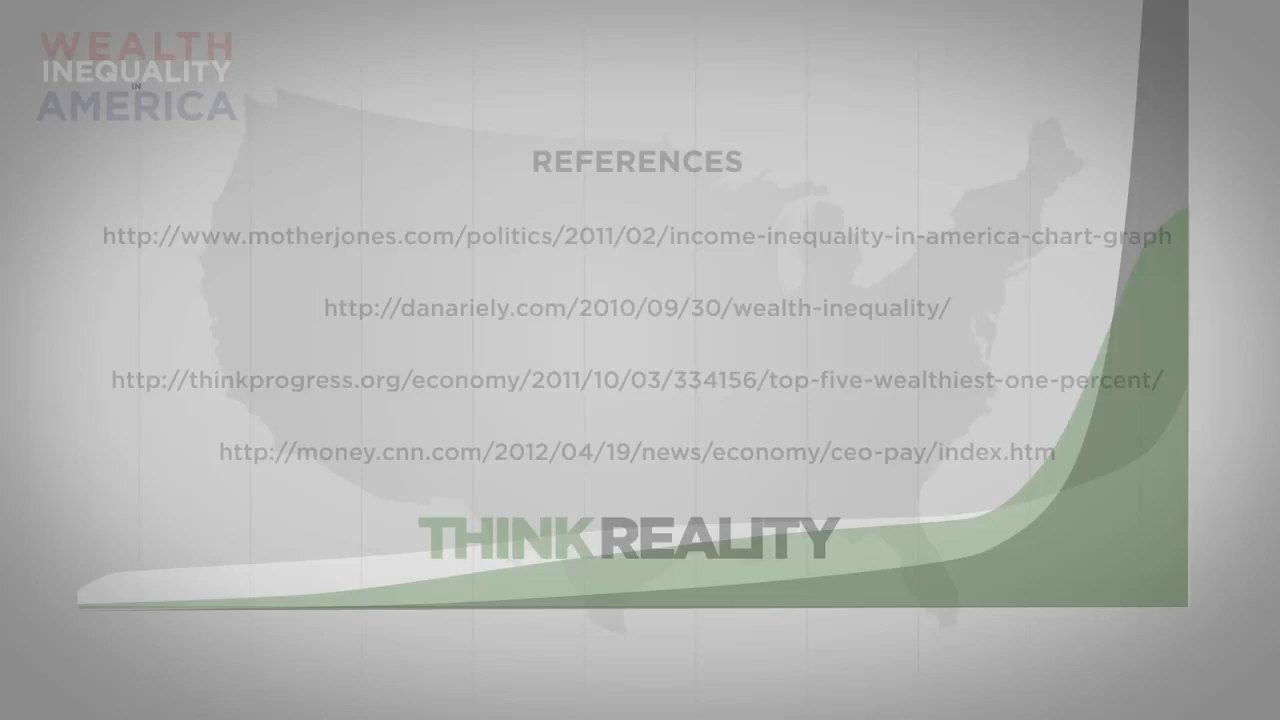 WEALTH
INEQUALITY
IN
AMERICA
REFERENCES
http://www.motherjones.com/politics/2011/02/income-inequality-in-america-chart-graph
http://danariely.com/2010/09/30/wealth-inequality/
http://thinkprogress.org/economy/2011/10/03/334156/top-five-wealthiest-one-percent/
http://money.cnn.com/2012/04/19/news/economy/ceo-pay/index.htm
THINKREALITY